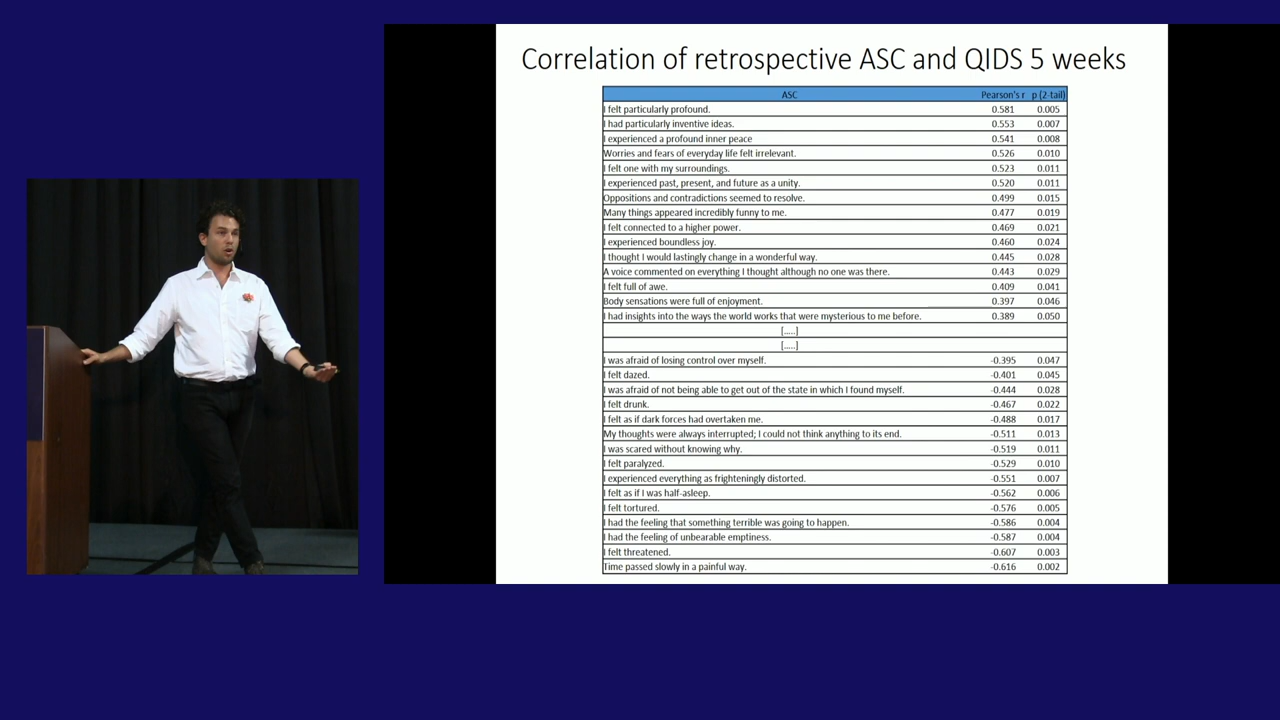 Correlation of retrospective ASC and QIDS 5 weeks
ASC Pearson's r p (2-tail)
I felt particularly profound. 0.581 0.005
I had particularly inventive ideas. 0.553 0.007
I experienced a profound inner peace 0.541 0.008
Worries and fears of everyday life felt irrelevant. 0.526 0.010
I felt one with my surroundings. 0.523 0.011
I experienced past, present, and future as a unity. 0.520 0.011
Oppositions and contradictions seemed to resolve. 0.499 0.015
Many things appeared incredibly funny to me. 0.477 0.019
I felt connected to a higher power. 0.469 0.021
I experienced boundless joy. 0.460 0.024
I thought I would lastingly change in a wonderful way. 0.445 0.028
A voice commented on everything I thought although no one was there. 0.443 0.029
I felt full of awe. 0.409 0.041
Body sensations were full of enjoyment. 0.397 0.046
I had insights into the ways the world works that were mysterious to me before. 0.389 0.050
[.....]
[.....]
I was afraid of losing control over myself. -0.395 0.047
I felt dazed. -0.401 0.045
I was afraid of not being able to get out of the state in which I found myself. -0.444 0.028
I felt drunk. -0.467 0.022
I felt as if dark forces had overtaken me. -0.488 0.017
My thoughts were always interrupted; I could not think anything to its end. -0.511 0.013
I was scared without knowing why. -0.519 0.011
I felt paralyzed. -0.529 0.010
I experienced everything as frighteningly distorted. -0.551 0.007
I felt as if I was half-asleep. -0.562 0.006
I felt tortured. -0.576 0.005
I had the feeling that something terrible was going to happen. -0.586 0.004
I had the feeling of unbearable emptiness. -0.587 0.004
I felt threatened. -0.607 0.003
Time passed slowly in a painful way. -0.616 0.002